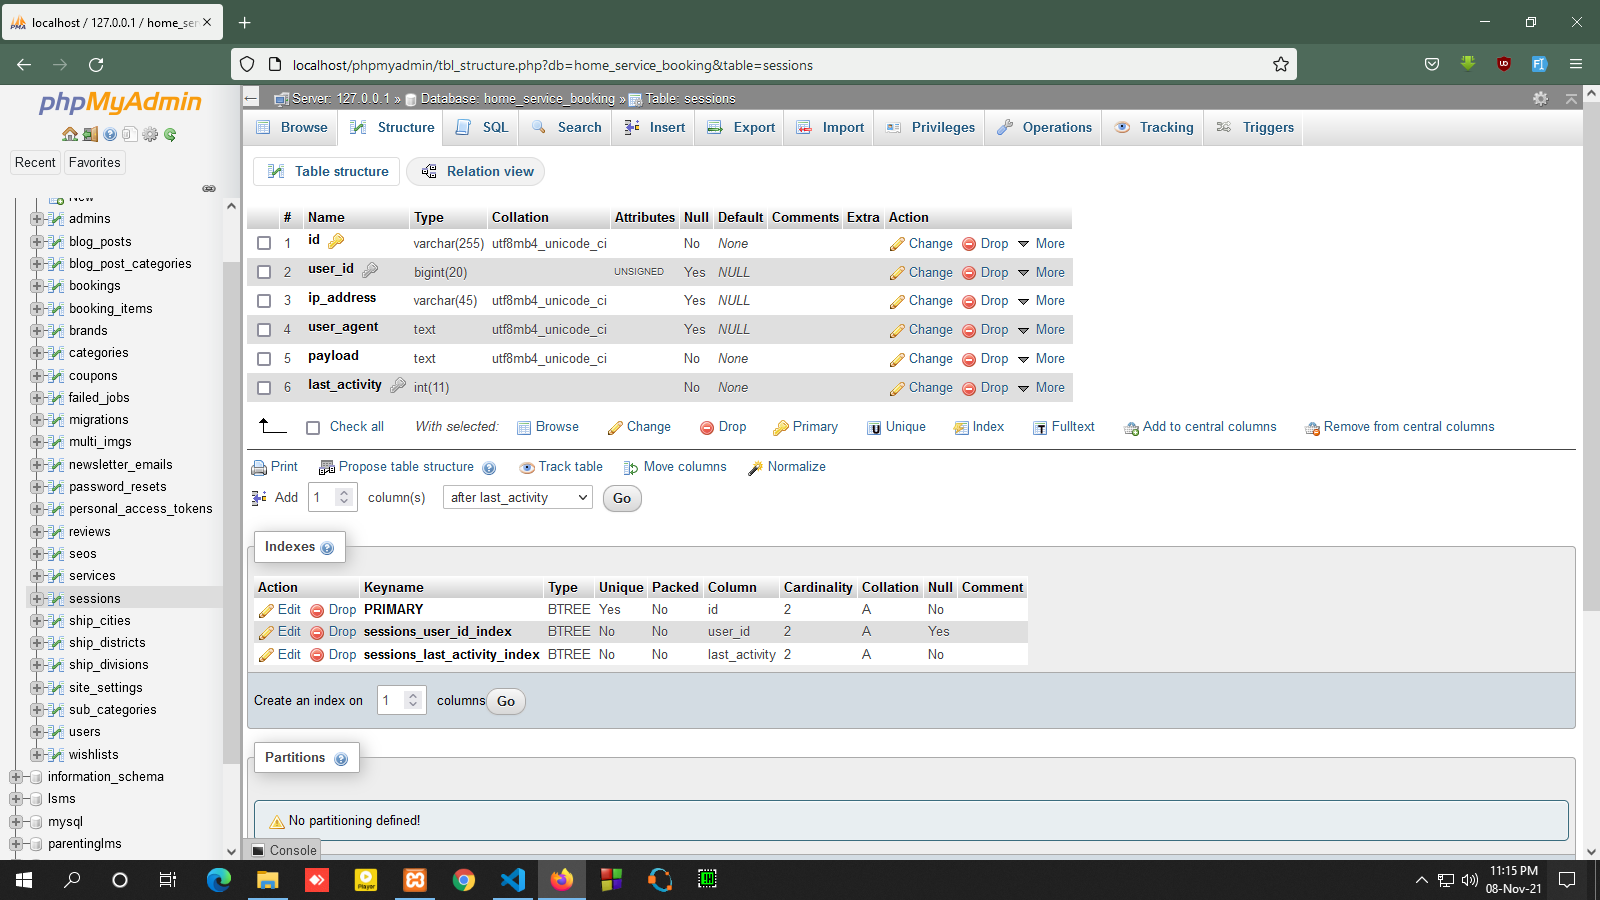 localhost / 127.0.0.1 / home_ser
localhost/phpmyadmin/tbl_structure.php?db=home_service_booking&table=sessions
phpMyAdmin
Recent Favorites
New
admins
blog_posts
blog_post_categories
bookings
booking_items
brands
categories
coupons
failed_jobs
migrations
multi_imgs
newsletter_emails
password_resets
personal_access_tokens
reviews
seos
services
sessions
ship_cities
ship_districts
ship_divisions
site_settings
sub_categories
users
wishlists
information_schema
lsms
mysql
parentinglms
Server: 127.0.0.1 » Database: home_service_booking » Table: sessions
Browse Structure SQL Search Insert Export Import Privileges Operations Tracking Triggers
Table structure Relation view
# Name Type Collation Attributes Null Default Comments Extra Action
1 id varchar(255) utf8mb4_unicode_ci No None Change Drop More
2 user_id bigint(20) UNSIGNED Yes NULL Change Drop More
3 ip_address varchar(45) utf8mb4_unicode_ci Yes NULL Change Drop More
4 user_agent text utf8mb4_unicode_ci Yes NULL Change Drop More
5 payload text utf8mb4_unicode_ci No None Change Drop More
6 last_activity int(11) No None Change Drop More
Check all With selected: Browse Change Drop Primary Unique Index Fulltext Add to central columns Remove from central columns
Print Propose table structure Track table Move columns Normalize
Add 1 column(s) after last_activity Go
Indexes
Action Keyname Type Unique Packed Column Cardinality Collation Null Comment
Edit Drop PRIMARY BTREE Yes No id 2 A No
Edit Drop sessions_user_id_index BTREE No No user_id 2 A Yes
Edit Drop sessions_last_activity_index BTREE No No last_activity 2 A No
Create an index on 1 columns Go
Partitions
No partitioning defined!
Console
11:15 PM
08-Nov-21